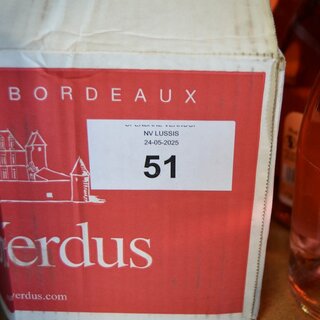 BORDEAUX
NV LUSSIS
24-05-2025
51
Verdus
verdus.com